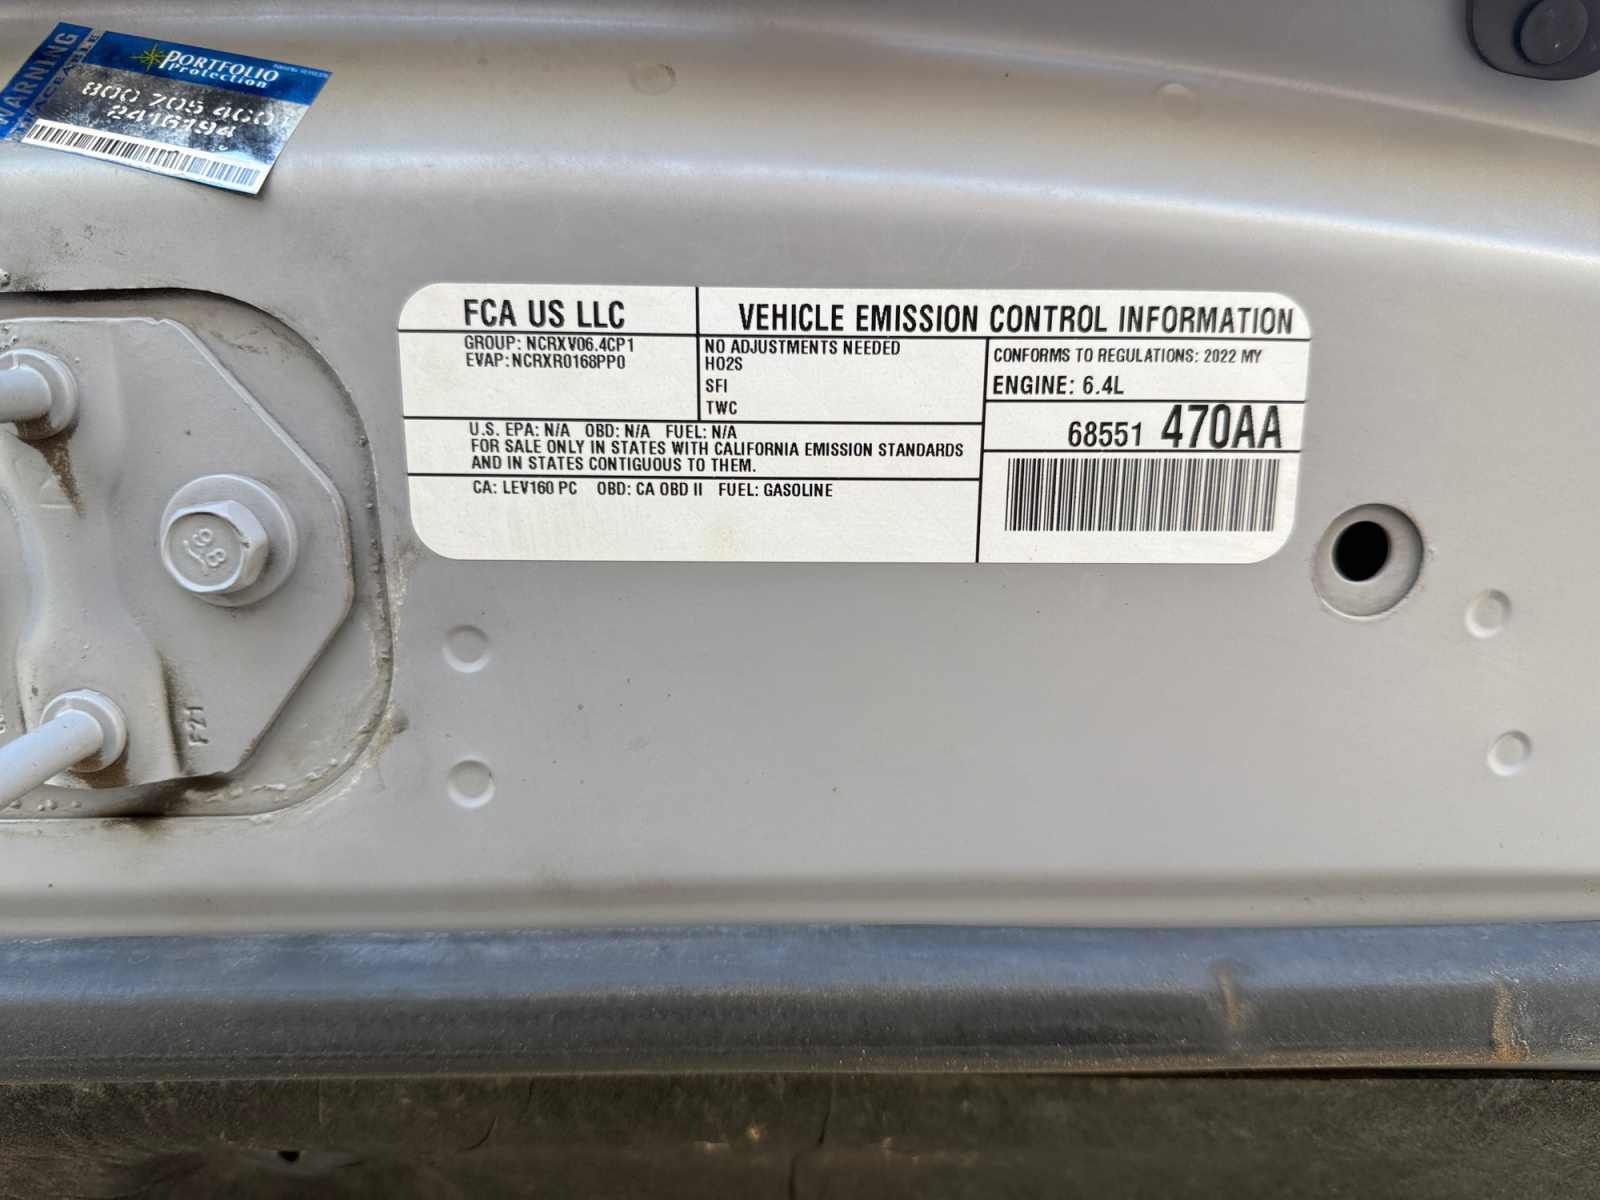 WARNING
PORTFOLIO
Protection
800 705 4001
2416194
FCA US LLC
VEHICLE EMISSION CONTROL INFORMATION
GROUP: NCRXV06.4CP1
EVAP: NCRXR0168PP0
NO ADJUSTMENTS NEEDED
HO2S
SFI
TWC
CONFORMS TO REGULATIONS: 2022 MY
ENGINE: 6.4L
68551 470AA
U.S. EPA: N/A OBD: N/A FUEL: N/A
FOR SALE ONLY IN STATES WITH CALIFORNIA EMISSION STANDARDS
AND IN STATES CONTIGUOUS TO THEM.
CA: LEV160 PC OBD: CA OBD II FUEL: GASOLINE